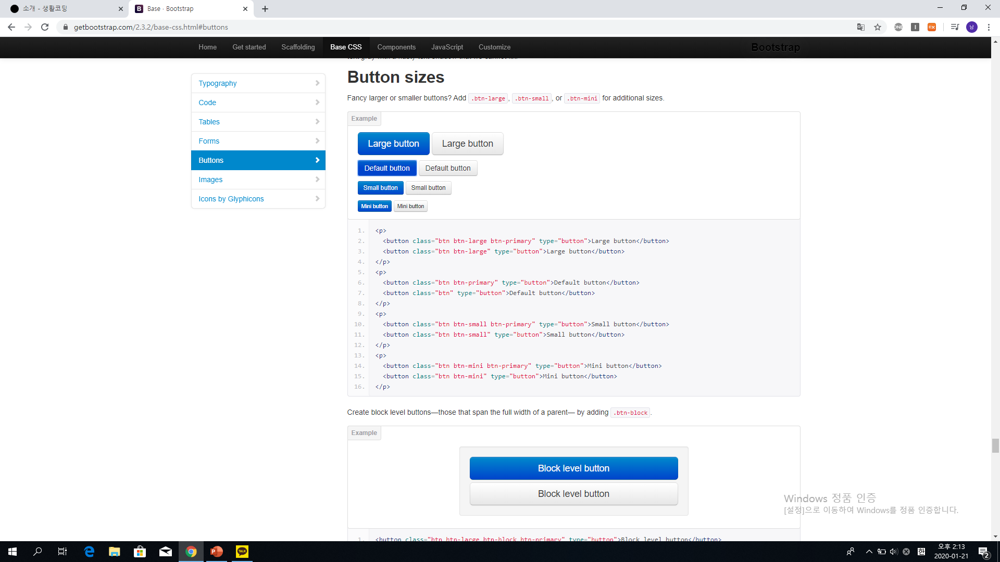 소개 - 생활코딩
Base · Bootstrap
getbootstrap.com/2.3.2/base-css.html#buttons
남
Home
Get started
Scaffolding
Base CSS
Components
JavaScript
Customize
Bootstrap
Typography
Code
Tables
Forms
Buttons
Images
Icons by Glyphicons
Button sizes
Fancy larger or smaller buttons? Add .btn-large, .btn-small, or .btn-mini for additional sizes.
Example
Large button Large button
Default button Default button
Small button Small button
Mini button Mini button
1. <p>
2. <button class="btn btn-large btn-primary" type="button">Large button</button>
3. <button class="btn btn-large" type="button">Large button</button>
4. </p>
5. <p>
6. <button class="btn btn-primary" type="button">Default button</button>
7. <button class="btn" type="button">Default button</button>
8. </p>
9. <p>
10. <button class="btn btn-small btn-primary" type="button">Small button</button>
11. <button class="btn btn-small" type="button">Small button</button>
12. </p>
13. <p>
14. <button class="btn btn-mini btn-primary" type="button">Mini button</button>
15. <button class="btn btn-mini" type="button">Mini button</button>
16. </p>
Create block level buttons—those that span the full width of a parent— by adding .btn-block.
Example
Block level button
Block level button
1. <button class="btn btn-large btn-block btn-primary" type="button">Block level button</button>
Windows 정품 인증
[설정]으로 이동하여 Windows를 정품 인증합니다.
TALK
한
오후 2:13
2020-01-21
2